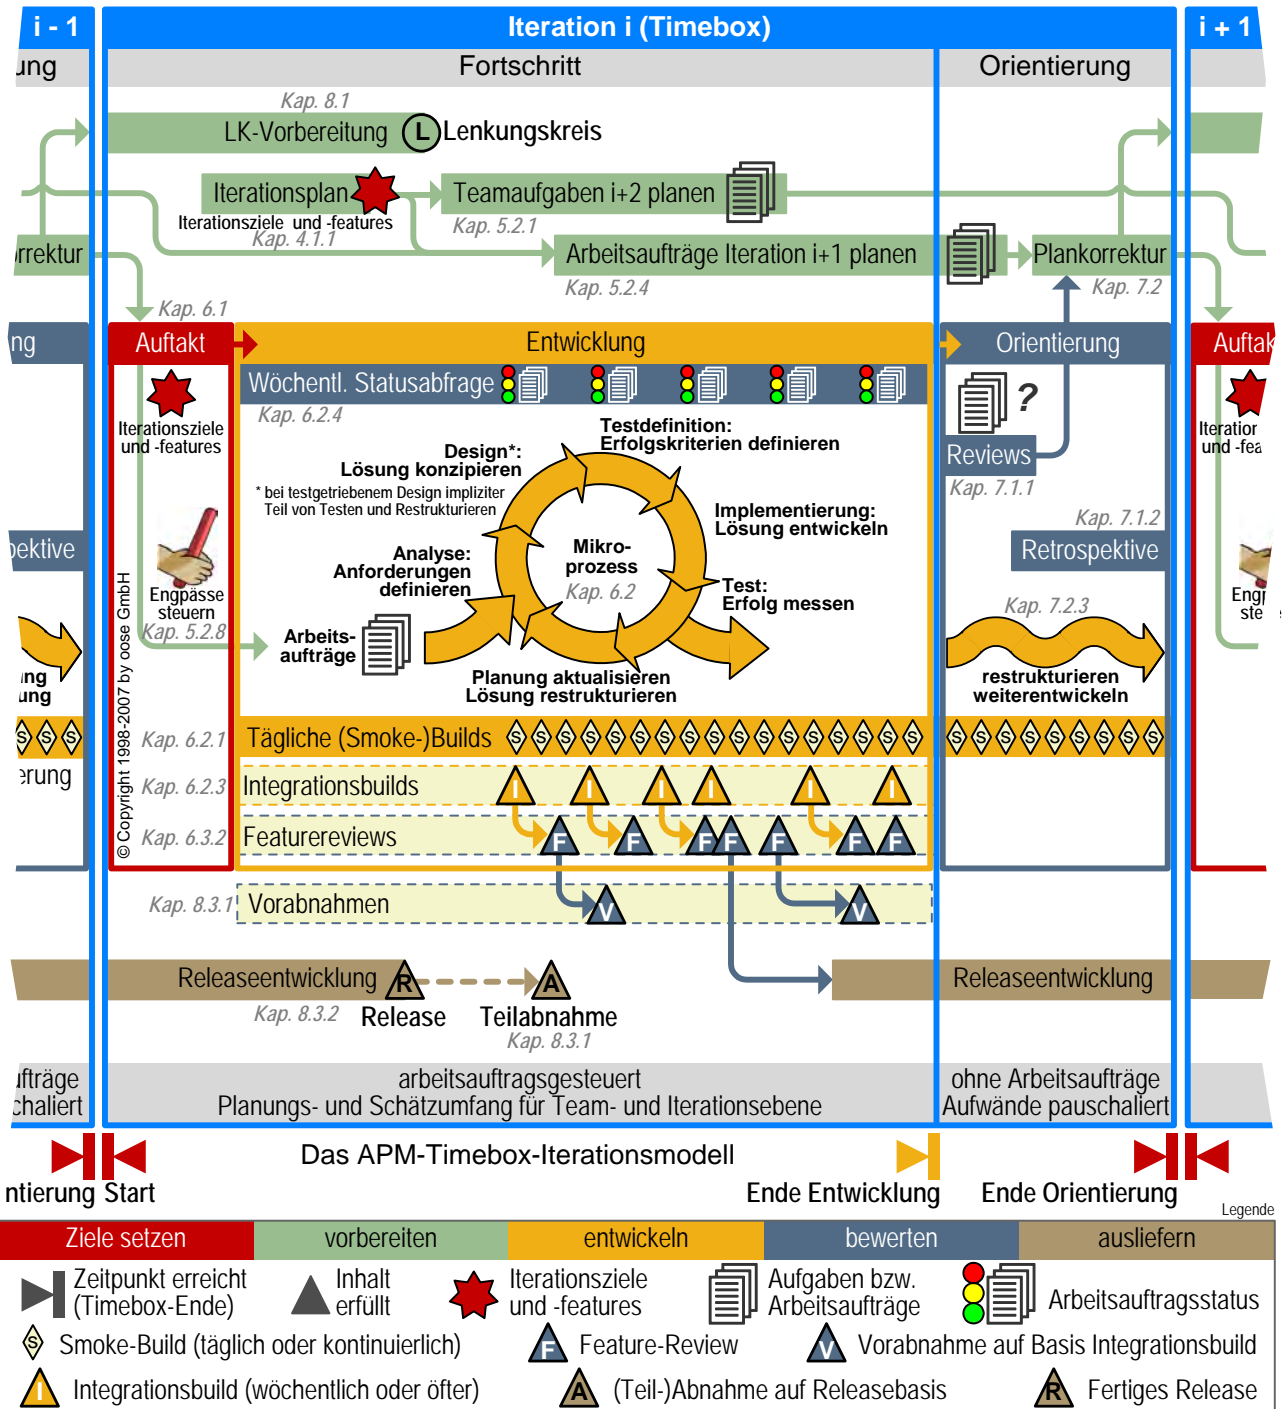 i - 1
Iteration i (Timebox)
i + 1
ung
Fortschritt
Orientierung
Kap. 8.1
LK-Vorbereitung
L
Lenkungskreis
Iterationsplan
Iterationsziele und -features
Kap. 4.1.1
Teamaufgaben i+2 planen
Kap. 5.2.1
rrektur
Arbeitsaufträge Iteration i+1 planen
Kap. 5.2.4
Plankorrektur
Kap. 7.2
Kap. 6.1
ng
Auftakt
Entwicklung
Orientierung
Auftak
Wöchentl. Statusabfrage
Kap. 6.2.4
Iterationsziele
und -features
Testdefinition:
Erfolgskriterien definieren
Design*:
Lösung konzipieren
* bei testgetriebenem Design impliziter
Teil von Testen und Restrukturieren
?
Reviews
Kap. 7.1.1
Iteration
und -fea
Implementierung:
Lösung entwickeln
Kap. 7.1.2
Retrospektive
pektive
Analyse:
Anforderungen
definieren
Mikro-
prozess
Kap. 6.2
Test:
Erfolg messen
Engpässe
steuern
Kap. 5.2.8
Kap. 7.2.3
Engp
ste
Arbeits-
aufträge
Planung aktualisieren
Lösung restrukturieren
restrukturieren
weiterentwickeln
ung
ung
© Copyright 1998-2007 by oose GmbH
S S S
Kap. 6.2.1
Tägliche (Smoke-)Builds
S S S S S S S S S S S S S S S S S
S S S S S S S S S
erung
Kap. 6.2.3
Integrationsbuilds
I I I I I I
Kap. 6.3.2
Featurereviews
F F F F F F F
Kap. 8.3.1
Vorabnahmen
V V
Releaseentwicklung
R
A
Releaseentwicklung
Kap. 8.3.2
Release
Teilabnahme
Kap. 8.3.1
ufträge
chaliert
arbeitsauftragsgesteuert
Planungs- und Schätzumfang für Team- und Iterationsebene
ohne Arbeitsaufträge
Aufwände pauschaliert
Das APM-Timebox-Iterationsmodell
ntierung
Start
Ende Entwicklung
Ende Orientierung
Legende
Ziele setzen
vorbereiten
entwickeln
bewerten
ausliefern
Zeitpunkt erreicht
(Timebox-Ende)
Inhalt
erfüllt
Iterationsziele
und -features
Aufgaben bzw.
Arbeitsaufträge
Arbeitsauftragsstatus
S
Smoke-Build (täglich oder kontinuierlich)
F
Feature-Review
V
Vorabnahme auf Basis Integrationsbuild
I
Integrationsbuild (wöchentlich oder öfter)
A
(Teil-)Abnahme auf Releasebasis
R
Fertiges Release